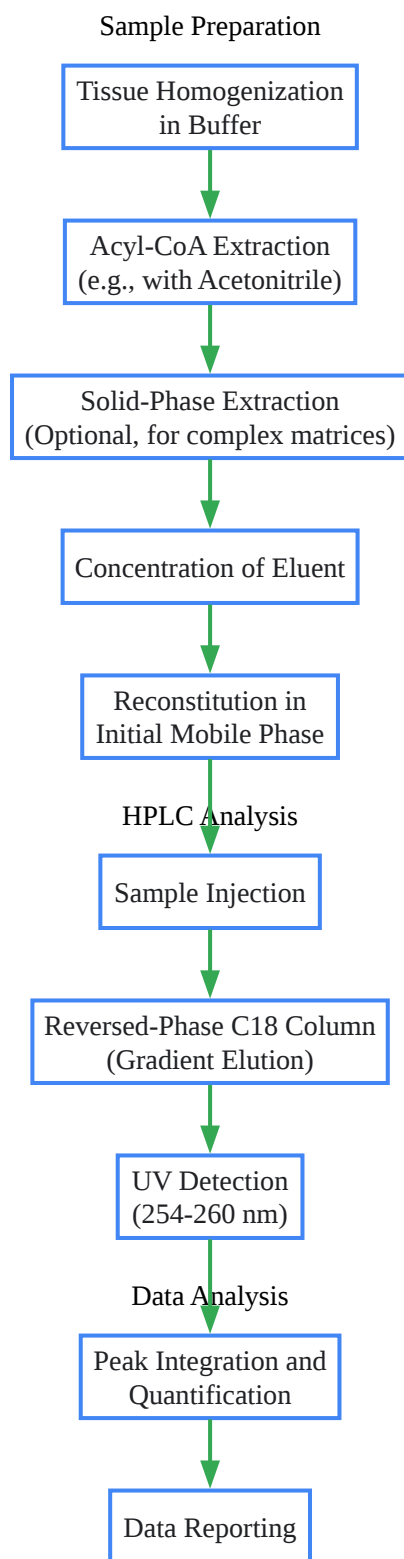 Sample Preparation
Tissue Homogenization
in Buffer
Acyl-CoA Extraction
(e.g., with Acetonitrile)
Solid-Phase Extraction
(Optional, for complex matrices)
Concentration of Eluent
Reconstitution in
Initial Mobile Phase
HPLC Analysis
Sample Injection
Reversed-Phase C18 Column
(Gradient Elution)
UV Detection
(254-260 nm)
Data Analysis
Peak Integration and
Quantification
Data Reporting